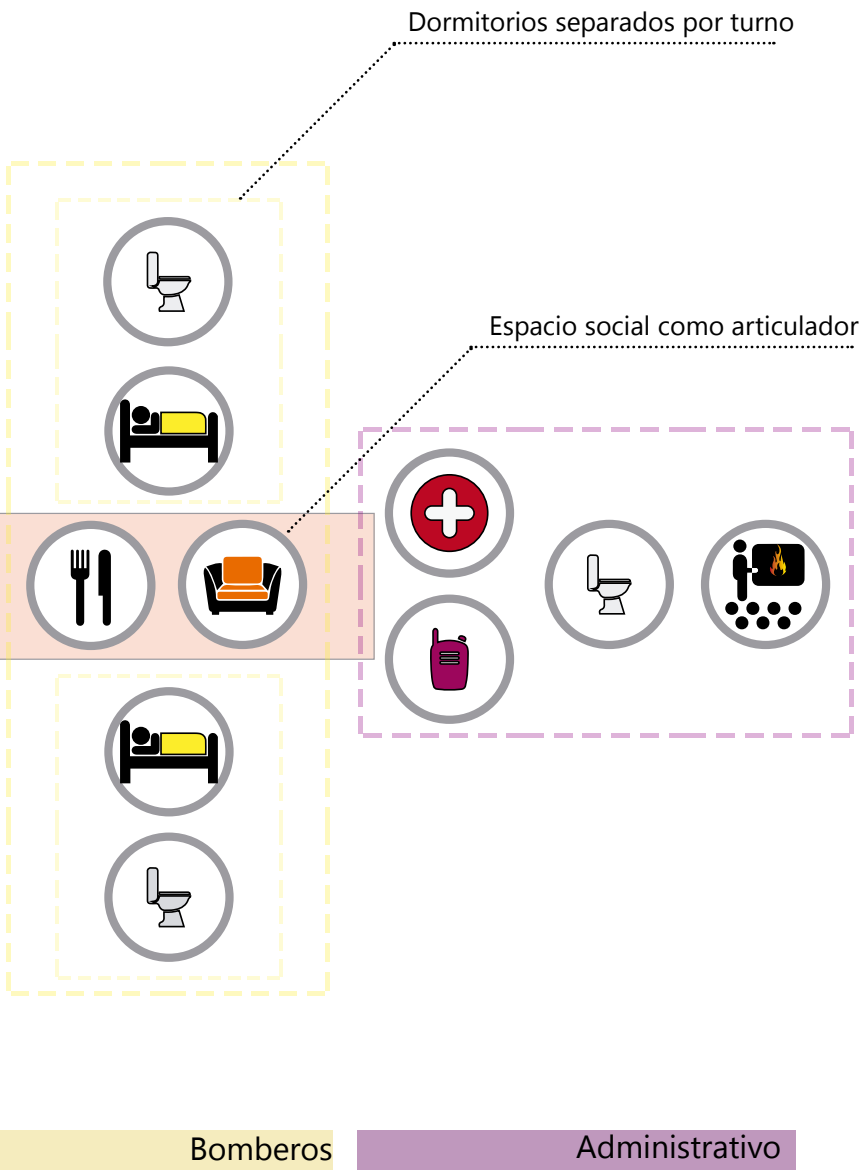 Dormitorios separados por turno
Espacio social como articulador
Bomberos
Administrativo